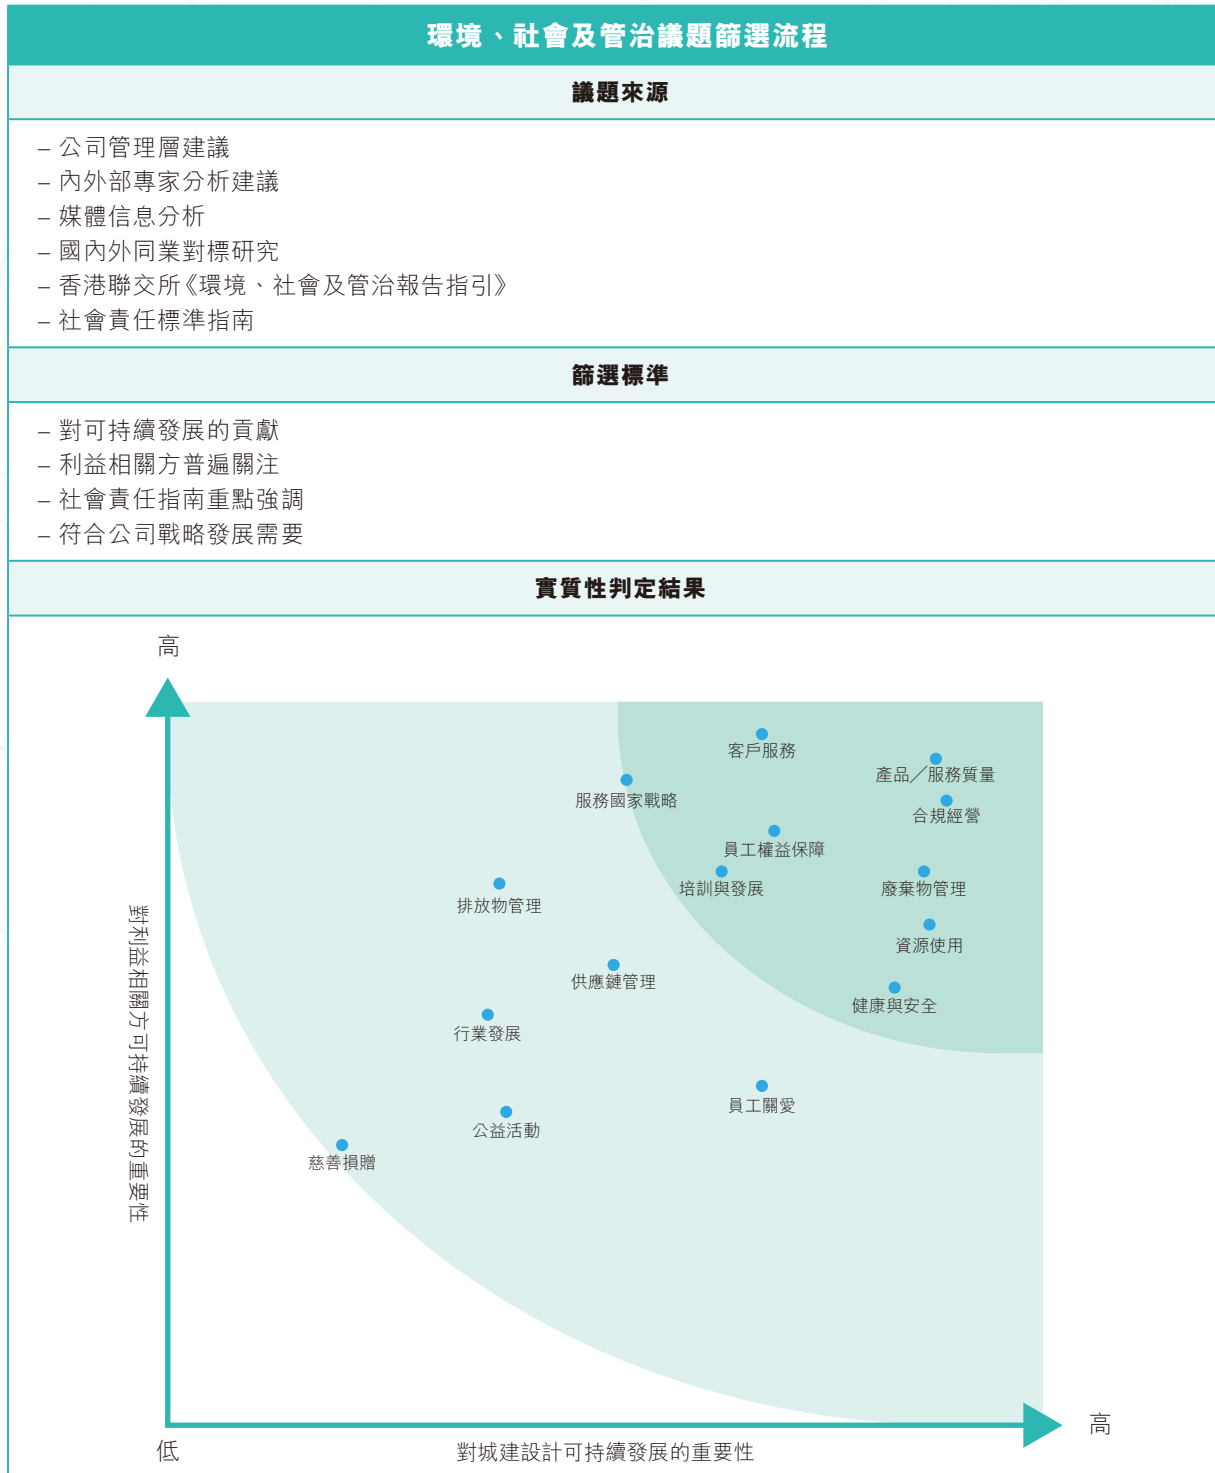 環境、社會及管治議題篩選流程
議題來源
– 公司管理層建議
– 內外部專家分析建議
– 媒體信息分析
– 國內外同業對標研究
– 香港聯交所《環境、社會及管治報告指引》
– 社會責任標準指南
篩選標準
– 對可持續發展的貢獻
– 利益相關方普遍關注
– 社會責任指南重點強調
– 符合公司戰略發展需要
實質性判定結果
高
客戶服務
產品／服務質量
服務國家戰略
合規經營
員工權益保障
培訓與發展
廢棄物管理
排放物管理
資源使用
供應鏈管理
健康與安全
行業發展
員工關愛
公益活動
慈善損贈
對利益相關方可持續發展的重要性
高
低
對城建設計可持續發展的重要性